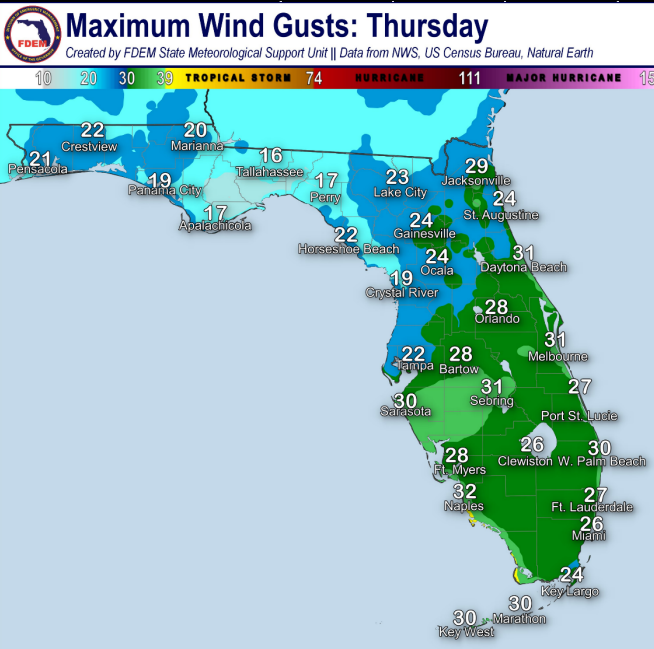 Maximum Wind Gusts: Thursday
FDEM
Created by FDEM State Meteorological Support Unit || Data from NWS, US Census Bureau, Natural Earth
10 20 30 39 TROPICAL STORM 74 HURRICANE 111 MAJOR HURRICANE 15
22
Crestview
20
Marianna
21
Pensacola
16
Tallahassee
19
Panama City
17
Perry
23
Lake City
29
Jacksonville
24
St. Augustine
17
Apalachicola
22
Horseshoe Beach
24
Gainesville
24
Ocala
31
Daytona Beach
19
Crystal River
28
Orlando
22
Tampa
28
Bartow
31
Melbourne
30
Sarasota
31
Sebring
27
Port St. Lucie
28
Ft. Myers
26
Clewiston
30
W. Palm Beach
32
Naples
27
Ft. Lauderdale
26
Miami
24
Key Largo
30
Marathon
30
Key West